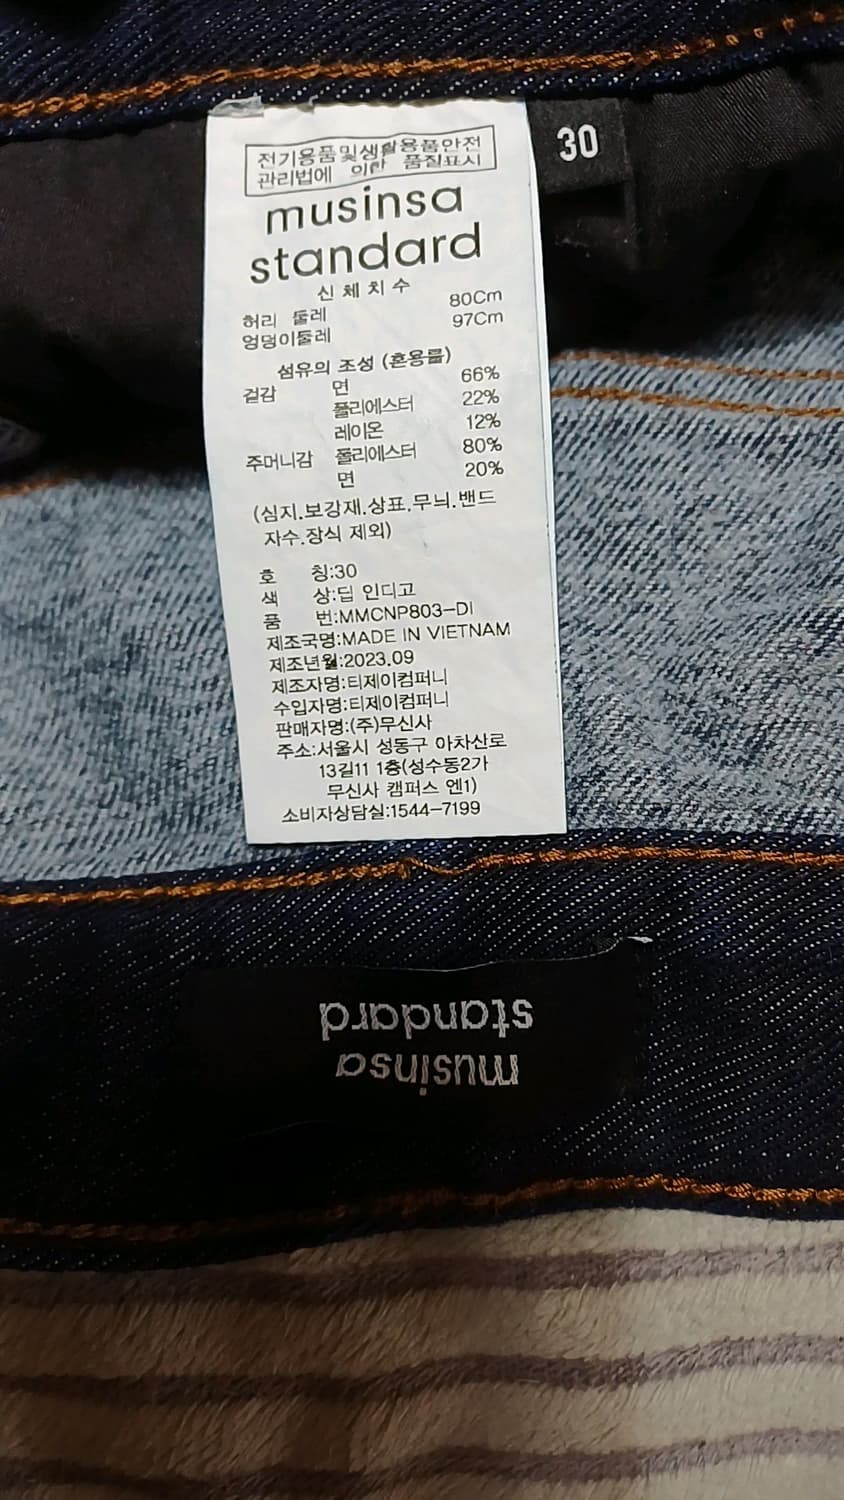 전기용품및생활용품안전
관리법에 의한 품질표시
30
musinsa
standard
신체치수
허리 둘레 80Cm
엉덩이둘레 97Cm
섬유의 조성 (혼용률)
겉감 면 66%
폴리에스터 22%
레이온 12%
주머니감 폴리에스터 80%
면 20%
(심지.보강재.상표.무늬.밴드
자수.장식 제외)
호 칭:30
색 상:딥 인디고
품 번:MMCNP803-DI
제조국명:MADE IN VIETNAM
제조년월:2023.09
제조자명:티제이컴퍼니
수입자명:티제이컴퍼니
판매자명:(주)무신사
주소:서울시 성동구 아차산로
13길11 1층(성수동2가
무신사 캠퍼스 엔1)
소비자상담실:1544-7199
musinsa
standard